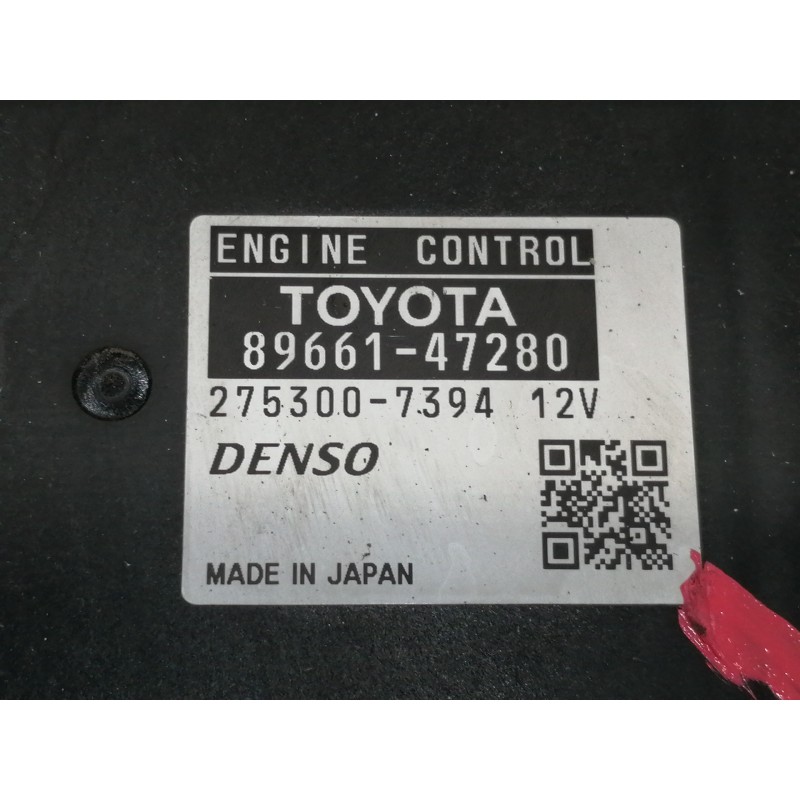 ENGINE CONTROL
TOYOTA
89661-47280
275300-7394 12V
DENSO
MADE IN JAPAN